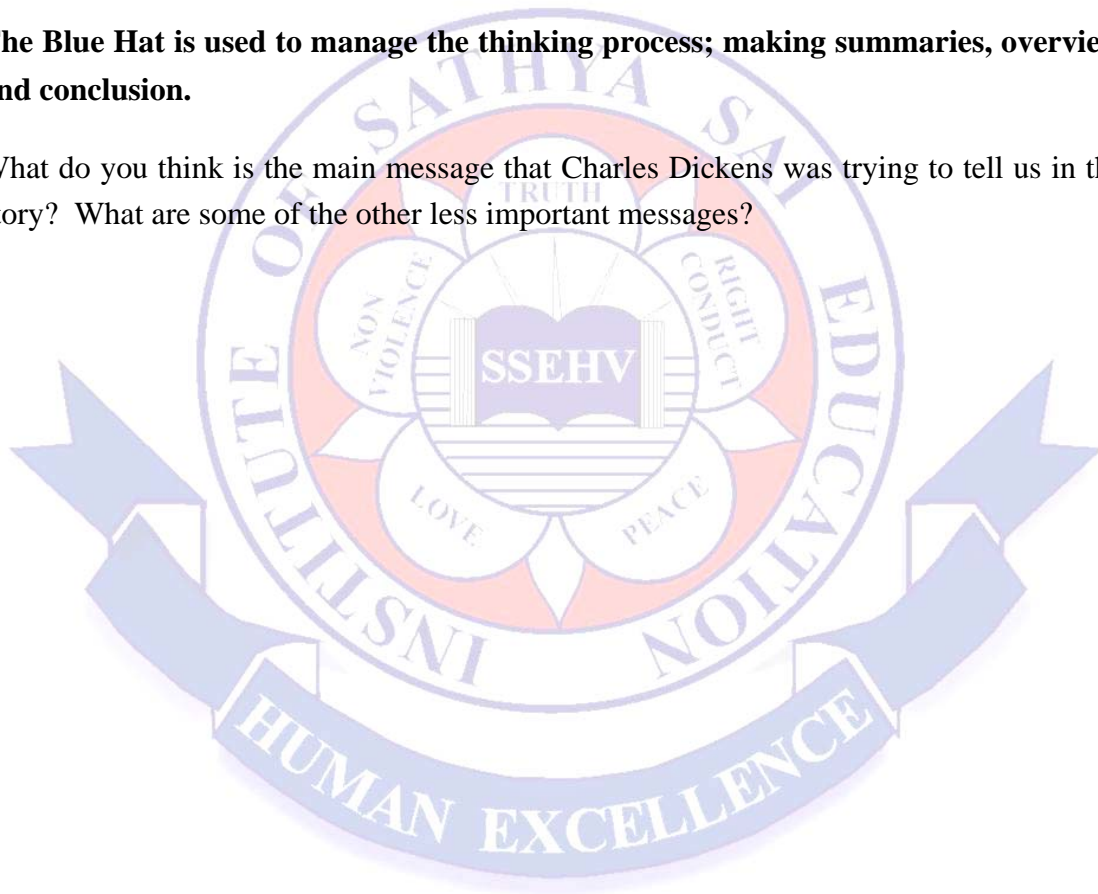 he Blue Hat is used to manage the thinking process; making summaries, overvie
nd conclusion.
hat do you think is the main message that Charles Dickens was trying to tell us in th
tory? What are some of the other less important messages?
INSTITUTE OF SATHYA SAI EDUCATION
TRUTH
NON
VIOLENCE
RIGHT
CONDUCT
SSEHV
LOVE
PEACE
HUMAN EXCELLENCE